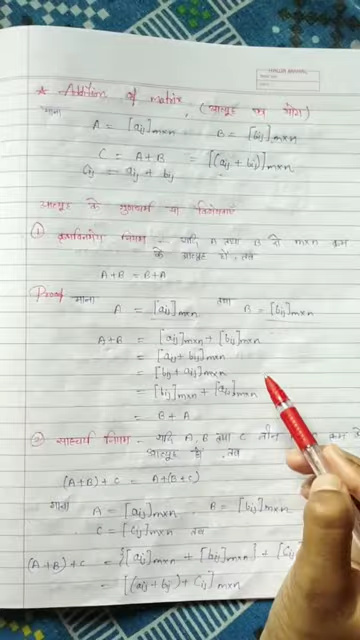 * Addition of matrix, (आव्यूह का योग)
माना
A = [aij]m×n B = [bij]m×n
C = A+B = [(aij + bij)]m×n
Cij = aij + bij
आव्यूह के गुणधर्म या विशेषताएँ
① क्रमविनिमेय नियम - यदि A तथा B दो m×n क्रम
के आव्यूह हैं, तब
A+B = B+A
Proof माना A = [aij]m×n तथा B = [bij]m×n
A+B = [aij]m×n + [bij]m×n
= [aij + bij]m×n
= [bij + aij]m×n
= [bij]m×n + [aij]m×n
= B + A
② साहचर्य नियम - यदि A, B तथा C तीन क्रम के
आव्यूह हैं, तब
(A+B)+C = A+(B+C)
माना A = [aij]m×n . B = [bij]m×n
C = [Cij]m×n तब
(A+B)+C = {[aij]m×n + [bij]m×n} + [Cij
= [(aij + bij) + Cij]m×n